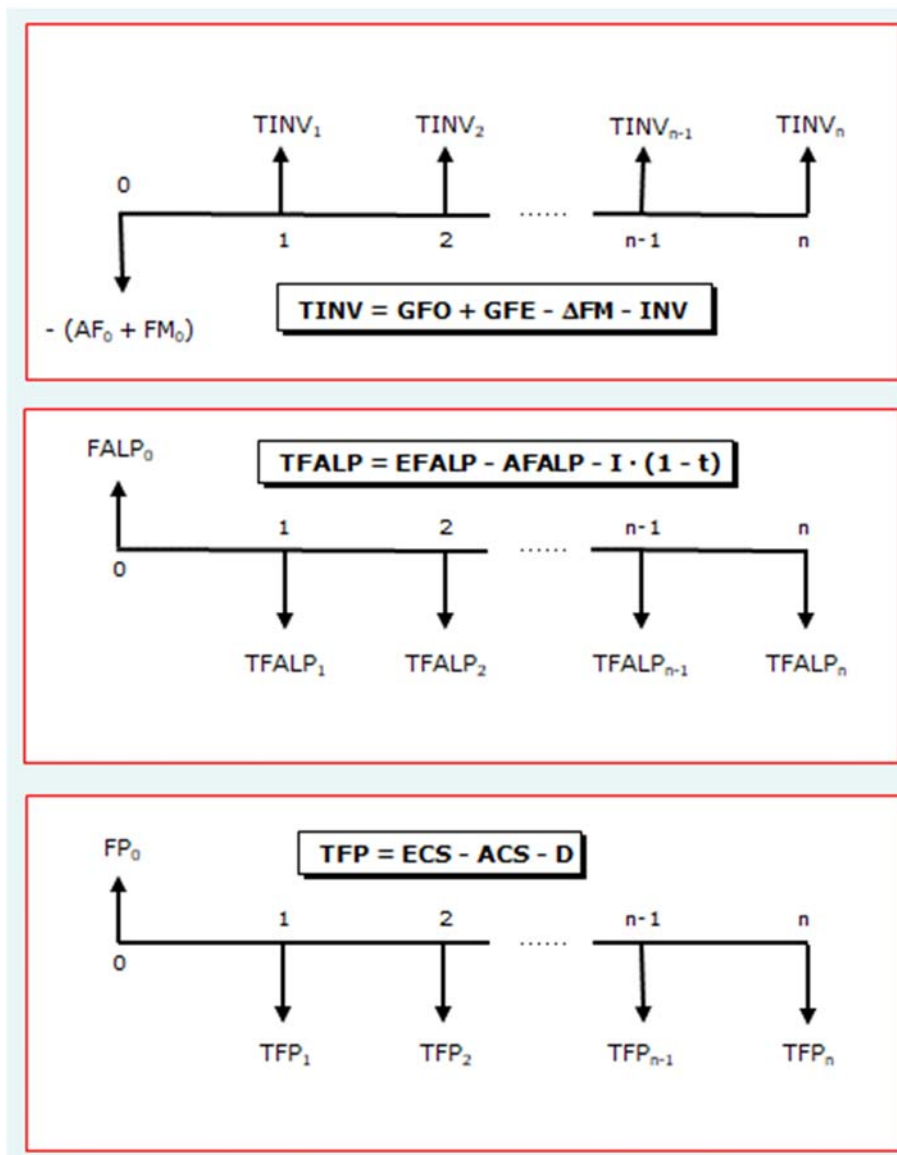 TINV₁ TINV₂ TINVₙ₋₁ TINVₙ
0
1 2 ...... n-1 n
- (AF₀ + FM₀)
TINV = GFO + GFE - ΔFM - INV
FALP₀
TFALP = EFALP - AFALP - I · (1 - t)
1 2 ...... n-1 n
0
TFALP₁ TFALP₂ TFALPₙ₋₁ TFALPₙ
FP₀
TFP = ECS - ACS - D
1 2 ...... n-1 n
0
TFP₁ TFP₂ TFPₙ₋₁ TFPₙ